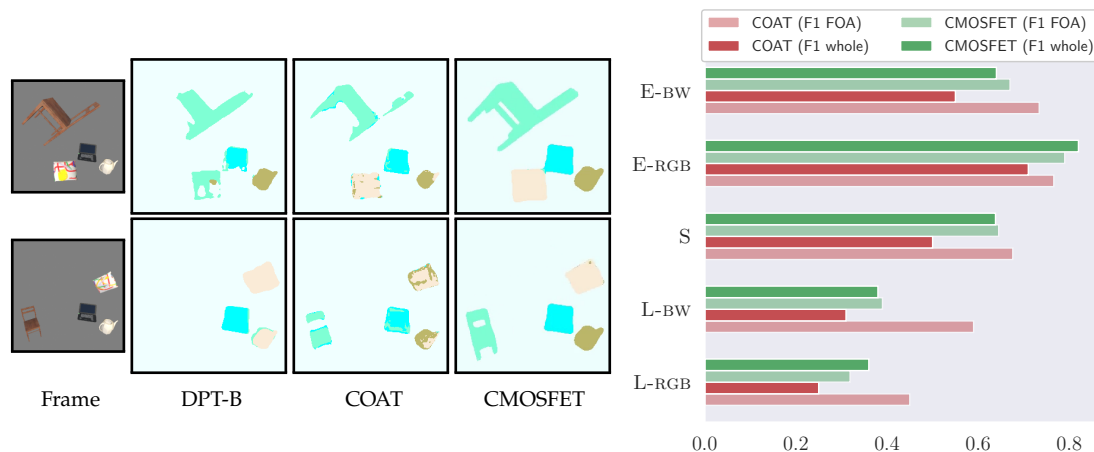 COAT (F1 FOA)
COAT (F1 whole)
CMOSFET (F1 FOA)
CMOSFET (F1 whole)
E-BW
E-RGB
S
L-BW
L-RGB
0.0 0.2 0.4 0.6 0.8
Frame DPT-B COAT CMOSFET